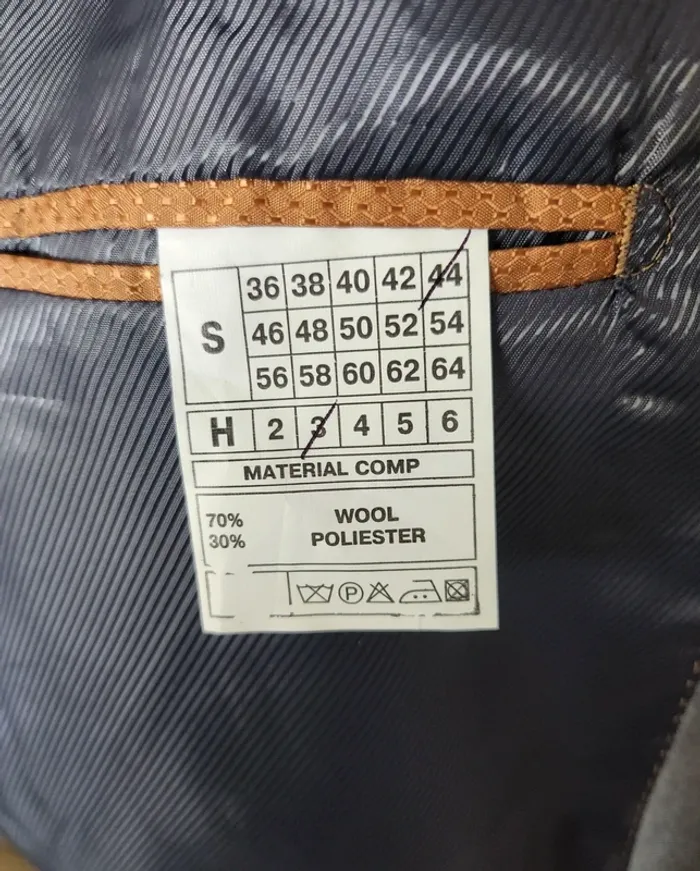 S
36 38 40 42 44
46 48 50 52 54
56 58 60 62 64
H 2 3 4 5 6
MATERIAL COMP
70% WOOL
30% POLIESTER
P